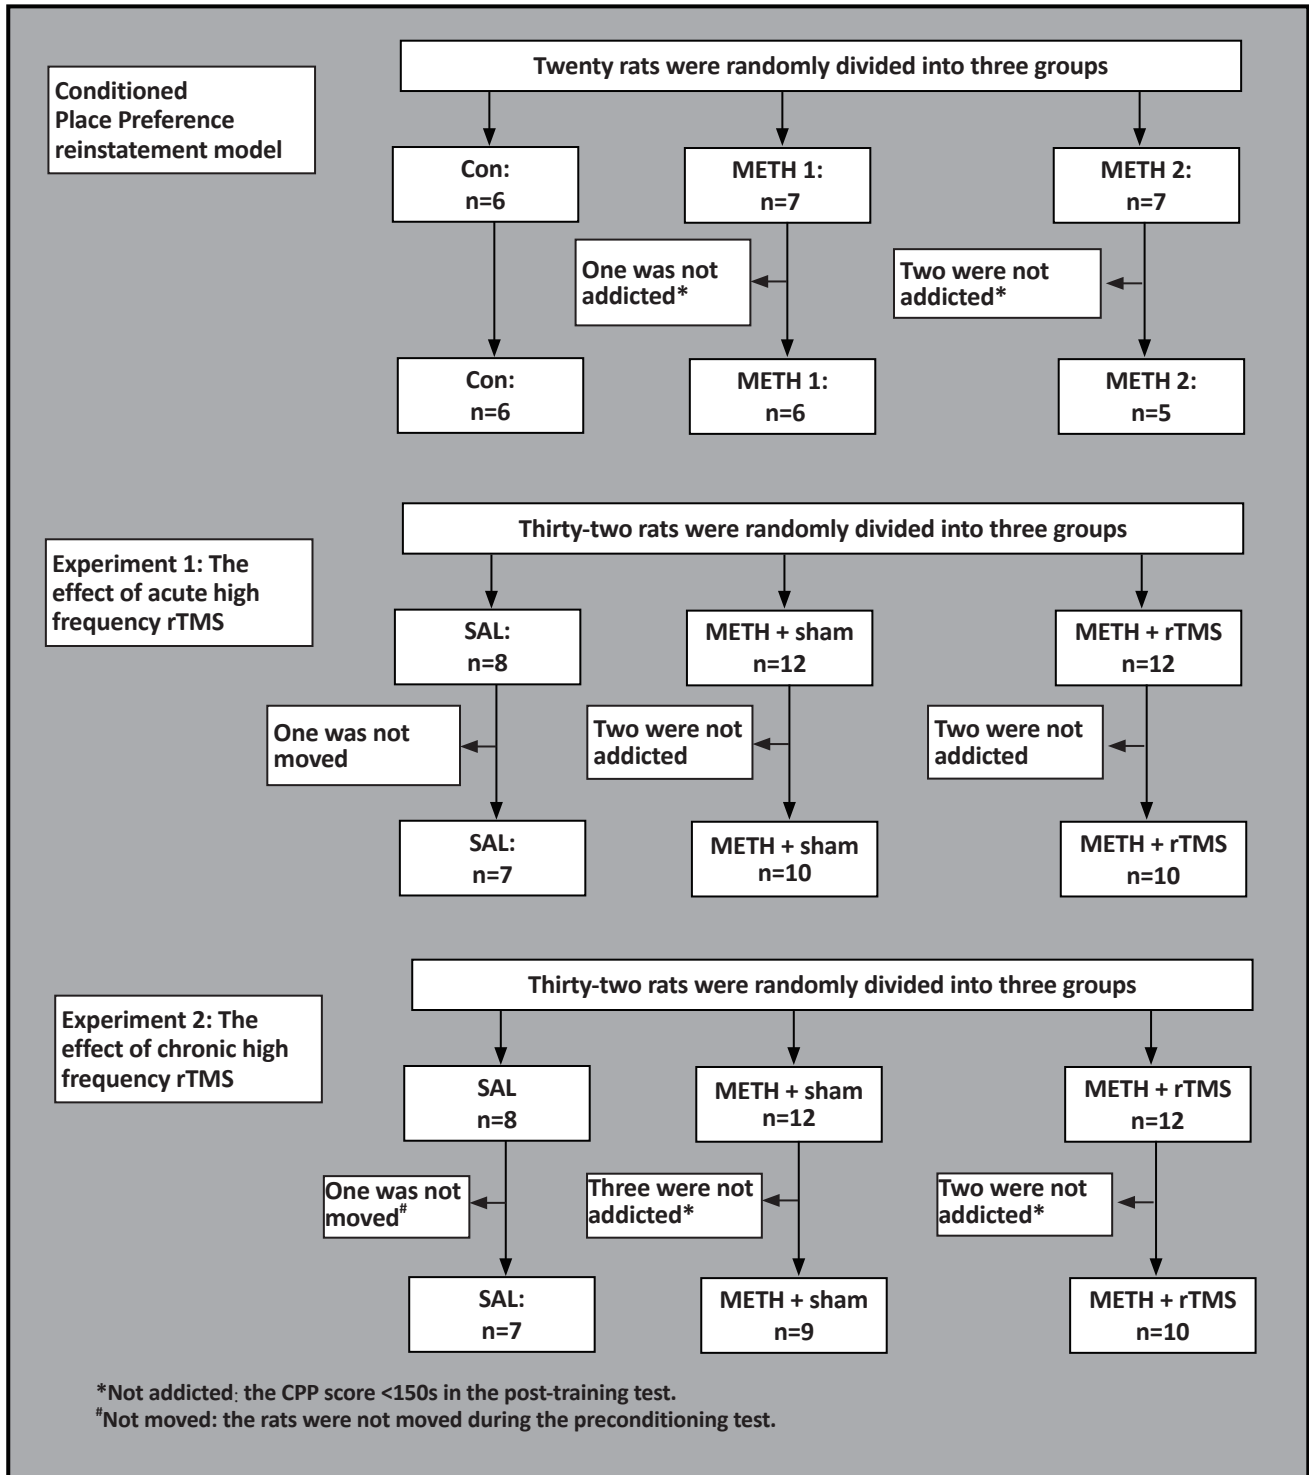 Twenty rats were randomly divided into three groups
Conditioned
Place Preference
reinstatement model
Con:
n=6
METH 1:
n=7
METH 2:
n=7
One was not
addicted*
Two were not
addicted*
Con:
n=6
METH 1:
n=6
METH 2:
n=5
Thirty-two rats were randomly divided into three groups
Experiment 1: The
effect of acute high
frequency rTMS
SAL:
n=8
METH + sham
n=12
METH + rTMS
n=12
One was not
moved
Two were not
addicted
Two were not
addicted
SAL:
n=7
METH + sham
n=10
METH + rTMS
n=10
Thirty-two rats were randomly divided into three groups
Experiment 2: The
effect of chronic high
frequency rTMS
SAL
n=8
METH + sham
n=12
METH + rTMS
n=12
One was not
moved#
Three were not
addicted*
Two were not
addicted*
SAL:
n=7
METH + sham
n=9
METH + rTMS
n=10
*Not addicted: the CPP score <150s in the post-training test.
#Not moved: the rats were not moved during the preconditioning test.